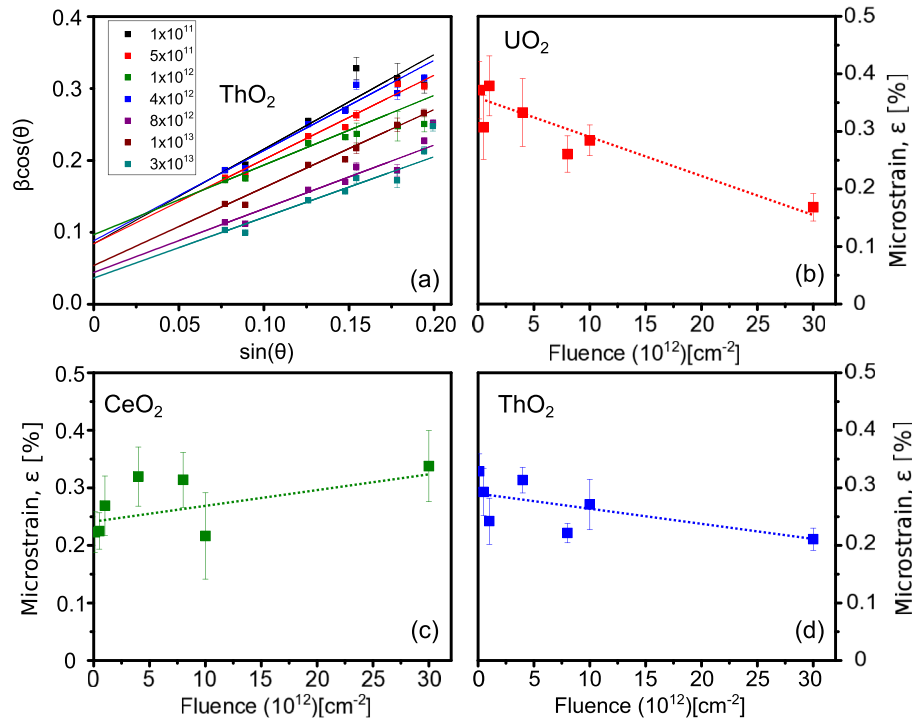 0.4
0.3
0.2
0.1
0.0
βcos(θ)
1x10¹¹
5x10¹¹
1x10¹²
4x10¹²
8x10¹²
1x10¹³
3x10¹³
ThO₂
(a)
0
0.05
0.10
0.15
0.20
sin(θ)
UO₂
(b)
0.5
0.4
0.3
0.2
0.1
0
Microstrain, ε [%]
0
5
10
15
20
25
30
Fluence (10¹²)[cm⁻²]
0.5
0.4
0.3
0.2
0.1
0
Microstrain, ε [%]
CeO₂
(c)
0
5
10
15
20
25
30
Fluence (10¹²)[cm⁻²]
ThO₂
(d)
0.5
0.4
0.3
0.2
0.1
0
Microstrain, ε [%]
0
5
10
15
20
25
30
Fluence (10¹²)[cm⁻²]